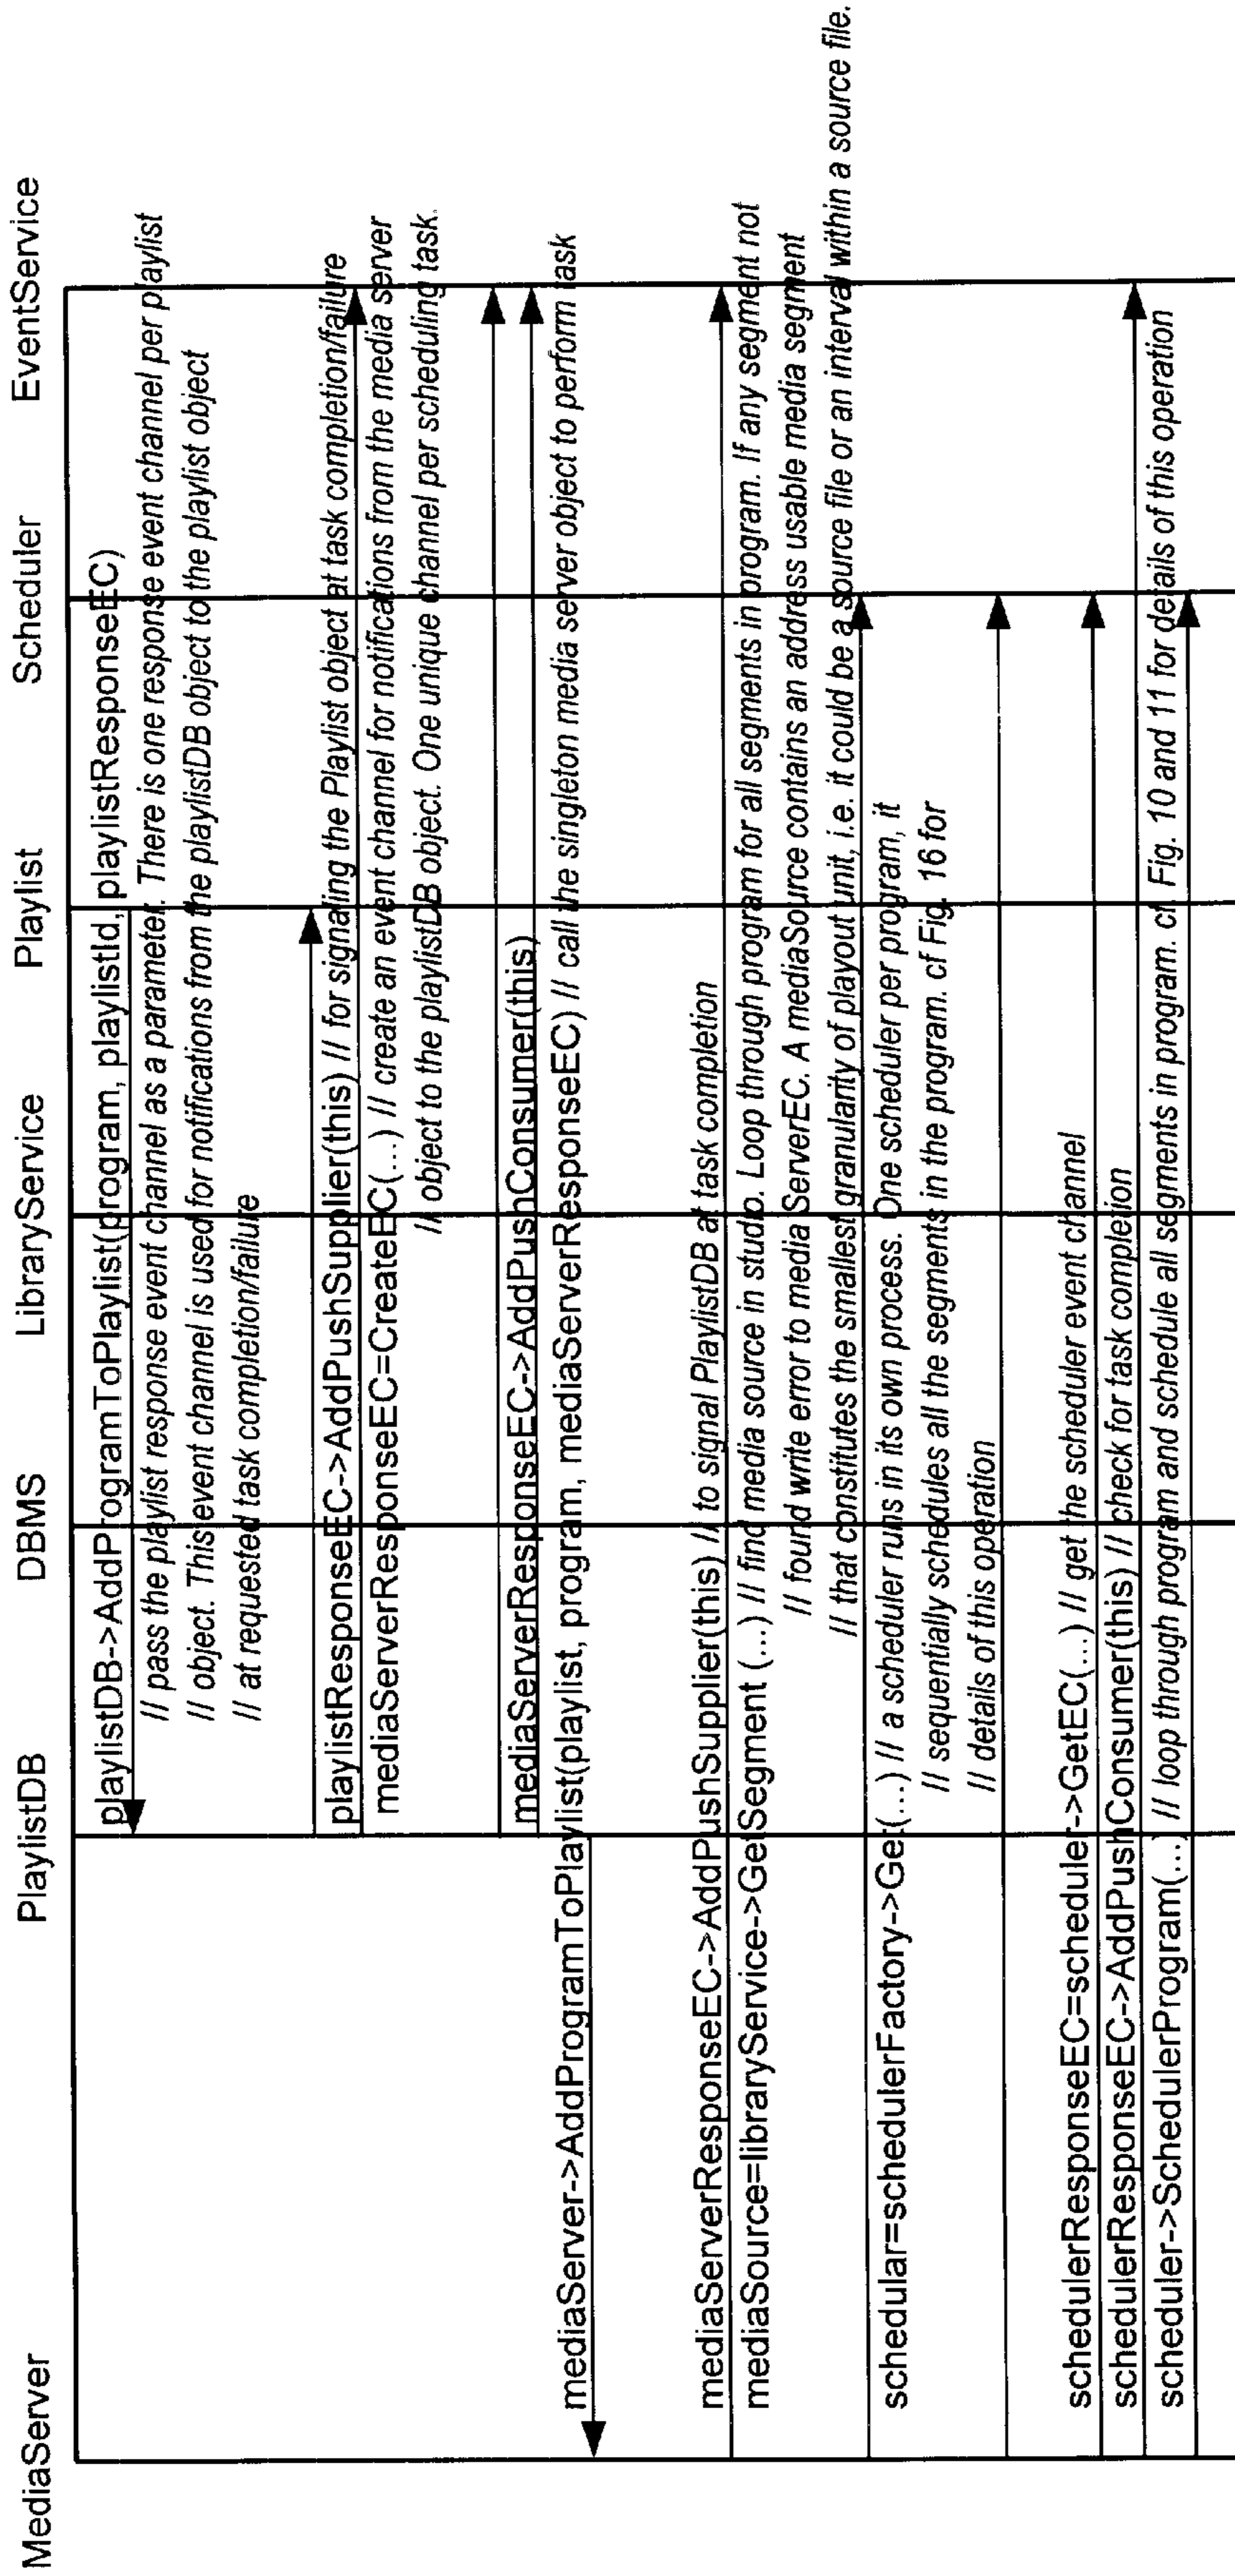 MediaServer PlaylistDB DBMS LibraryService Playlist Scheduler EventService
playlistDB->AddProgramToPlaylist(program, playlistId, playlistResponseEC)
// pass the playlist response event channel as a parameter. There is one response event channel per playlist
// object. This event channel is used for notifications from the playlistDB object to the playlist object
// at requested task completion/failure
playlistResponseEC->AddPushSupplier(this) // for signaling the Playlist object at task completion/failure
mediaServerResponseEC=CreateEC(...) // create an event channel for notifications from the media server
// object to the playlistDB object. One unique channel per scheduling task.
mediaServerResponseEC->AddPushConsumer(this)
mediaServer->AddProgramToPlaylist(playlist, program, mediaServerResponseEC) // call the singleton media server object to perform task
mediaServerResponseEC->AddPushSupplier(this) // to signal PlaylistDB at task completion
mediaSource=libraryService->GetSegment (...) // find media source in studio. Loop through program for all segments in program. If any segment not
// found write error to media ServerEC. A mediaSource contains an address usable media segment
// that constitutes the smallest granularity of playout unit, i.e. it could be a source file or an interval within a source file.
schedular=schedulerFactory->Get(...) // a scheduler runs in its own process. One scheduler per program, it
// sequentially schedules all the segments in the program. cf Fig. 16 for
// details of this operation
schedulerResponseEC=scheduler->GetEC(...) // get the scheduler event channel
schedulerResponseEC->AddPushConsumer(this) // check for task completion
scheduler->SchedulerProgram(...) // loop through program and schedule all segments in program. cf. Fig. 10 and 11 for details of this operation